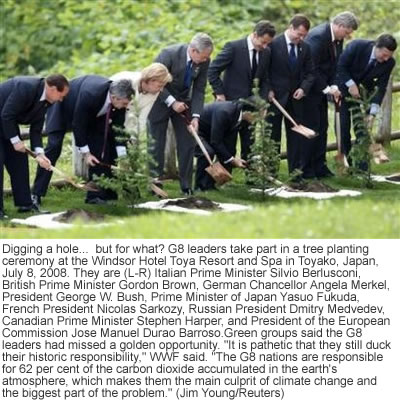 Digging a hole...  but for what? G8 leaders take part in a tree planting
ceremony at the Windsor Hotel Toya Resort and Spa in Toyako, Japan,
July 8, 2008. They are (L-R) Italian Prime Minister Silvio Berlusconi,
British Prime Minister Gordon Brown, German Chancellor Angela Merkel,
President George W. Bush, Prime Minister of Japan Yasuo Fukuda,
French President Nicolas Sarkozy, Russian President Dmitry Medvedev,
Canadian Prime Minister Stephen Harper, and President of the European
Commission Jose Manuel Durao Barroso.Green groups said the G8
leaders had missed a golden opportunity. "It is pathetic that they still duck
their historic responsibility," WWF said. "The G8 nations are responsible
for 62 per cent of the carbon dioxide accumulated in the earth's
atmosphere, which makes them the main culprit of climate change and
the biggest part of the problem." (Jim Young/Reuters)